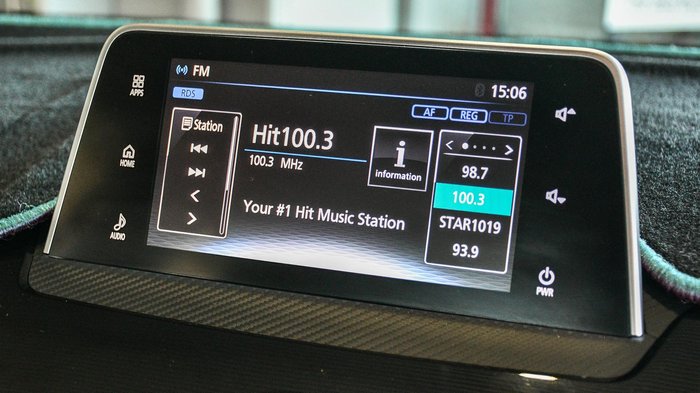 FM
15:06
RDS
AF
REG
TP
APPS
HOME
AUDIO
Station
Hit100.3
100.3 MHz
Your #1 Hit Music Station
i
information
98.7
100.3
STAR1019
93.9
PWR